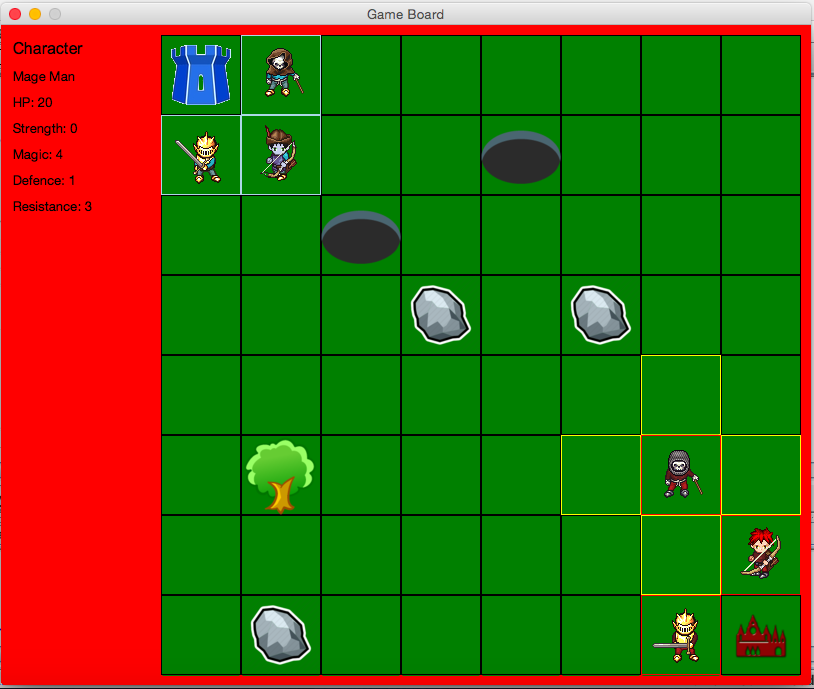 Game Board
Character
Mage Man
HP: 20
Strength: 0
Magic: 4
Defence: 1
Resistance: 3